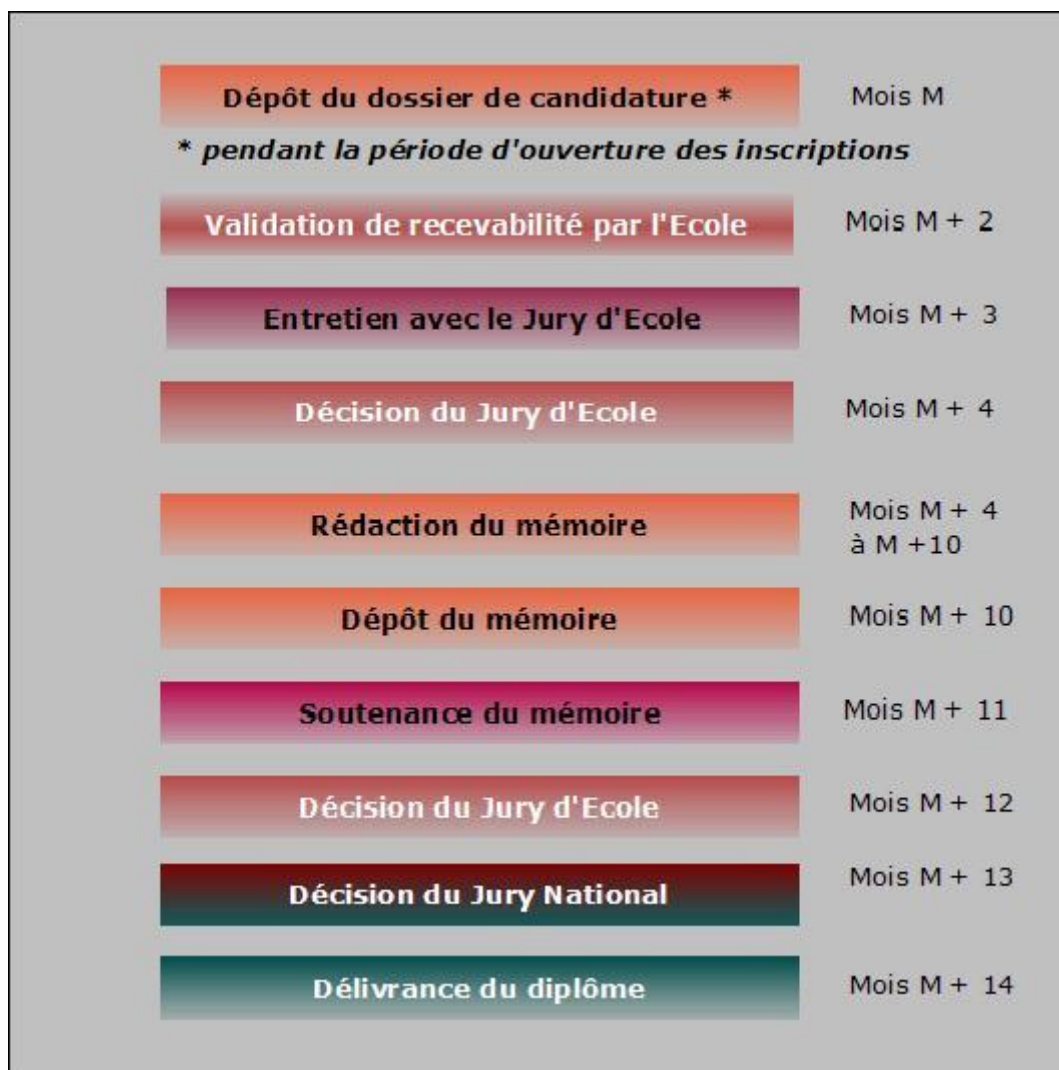 Dépôt du dossier de candidature * Mois M
* pendant la période d'ouverture des inscriptions
Validation de recevabilité par l'Ecole Mois M + 2
Entretien avec le Jury d'Ecole Mois M + 3
Décision du Jury d'Ecole Mois M + 4
Rédaction du mémoire Mois M + 4
à M +10
Dépôt du mémoire Mois M + 10
Soutenance du mémoire Mois M + 11
Décision du Jury d'Ecole Mois M + 12
Décision du Jury National Mois M + 13
Délivrance du diplôme Mois M + 14